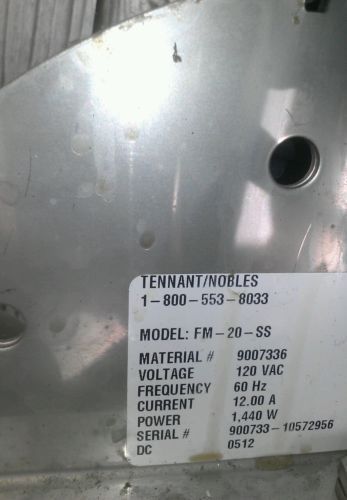 TENNANT/NOBLES
1-800-553-8033
MODEL: FM-20-SS
MATERIAL # 9007336
VOLTAGE 120 VAC
FREQUENCY 60 Hz
CURRENT 12.00 A
POWER 1,440 W
SERIAL # 900733-10572956
DC 0512